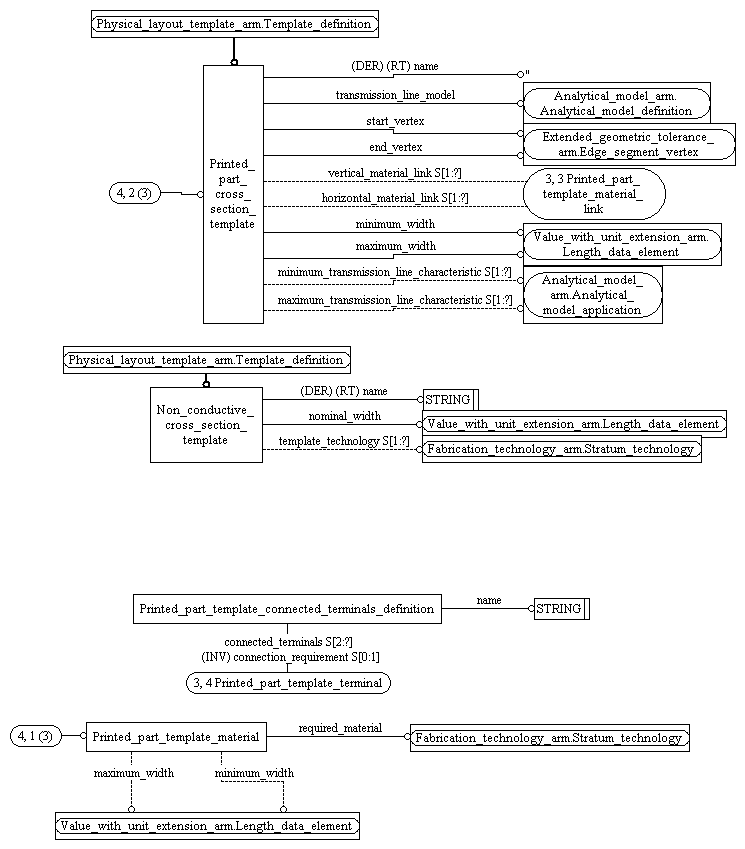 Physical_layout_template_arm.Template_definition
Printed_
part_
cross_
section_
template
4, 2 (3)
(DER) (RT) name
"
transmission_line_model
Analytical_model_arm.
Analytical_model_definition
start_vertex
end_vertex
Extended_geometric_tolerance_
arm.Edge_segment_vertex
vertical_material_link S[1:?]
horizontal_material_link S[1:?]
3, 3 Printed_part_
template_material_
link
minimum_width
maximum_width
Value_with_unit_extension_arm.
Length_data_element
minimum_transmission_line_characteristic S[1:?]
maximum_transmission_line_characteristic S[1:?]
Analytical_model_
arm.Analytical_
model_application
Physical_layout_template_arm.Template_definition
Non_conductive_
cross_section_
template
(DER) (RT) name
STRING
nominal_width
Value_with_unit_extension_arm.Length_data_element
template_technology S[1:?]
Fabrication_technology_arm.Stratum_technology
Printed_part_template_connected_terminals_definition
name
STRING
connected_terminals S[2:?]
(INV) connection_requirement S[0:1]
3, 4 Printed_part_template_terminal
4, 1 (3)
Printed_part_template_material
required_material
Fabrication_technology_arm.Stratum_technology
maximum_width
minimum_width
Value_with_unit_extension_arm.Length_data_element